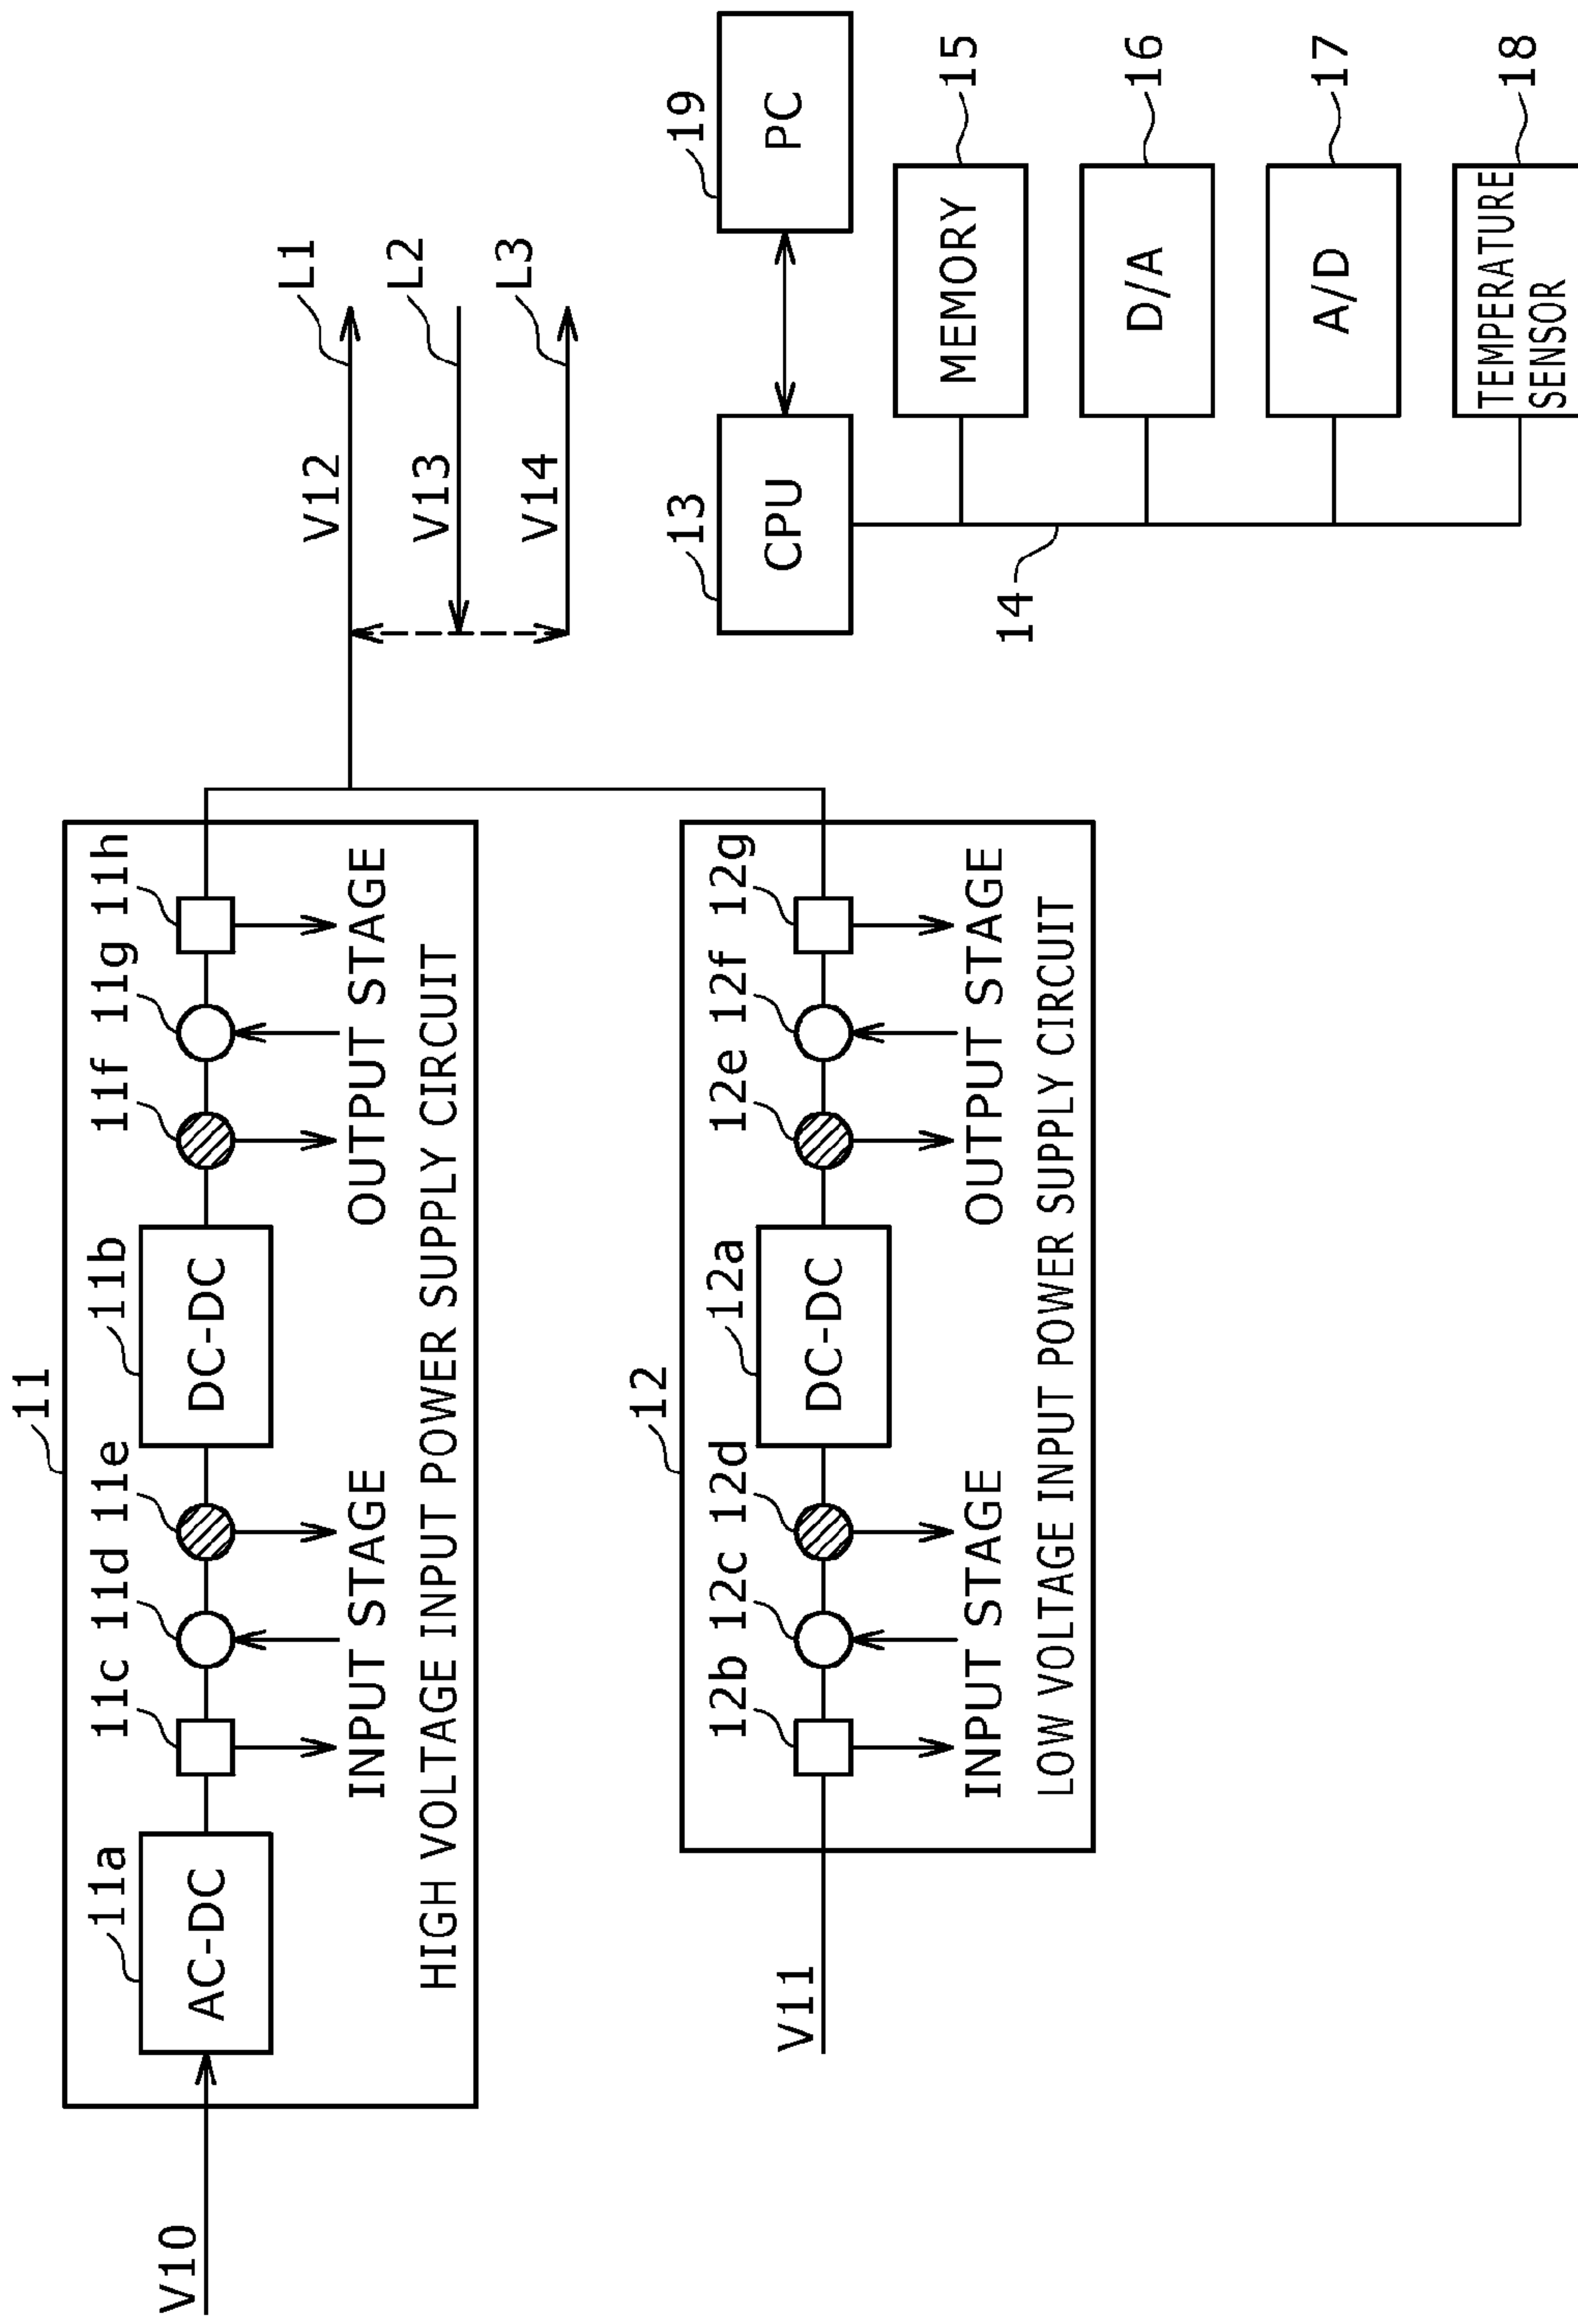 11
11a
11c 11d 11e
11b
11f 11g 11h
V10
AC-DC
DC-DC
INPUT STAGE
OUTPUT STAGE
HIGH VOLTAGE INPUT POWER SUPPLY CIRCUIT
V12
L1
V13
L2
V14
L3
12
12b 12c 12d
12a
12e 12f 12g
V11
DC-DC
INPUT STAGE
OUTPUT STAGE
LOW VOLTAGE INPUT POWER SUPPLY CIRCUIT
13
19
CPU
PC
14
MEMORY
15
D/A
16
A/D
17
TEMPERATURE
SENSOR
18